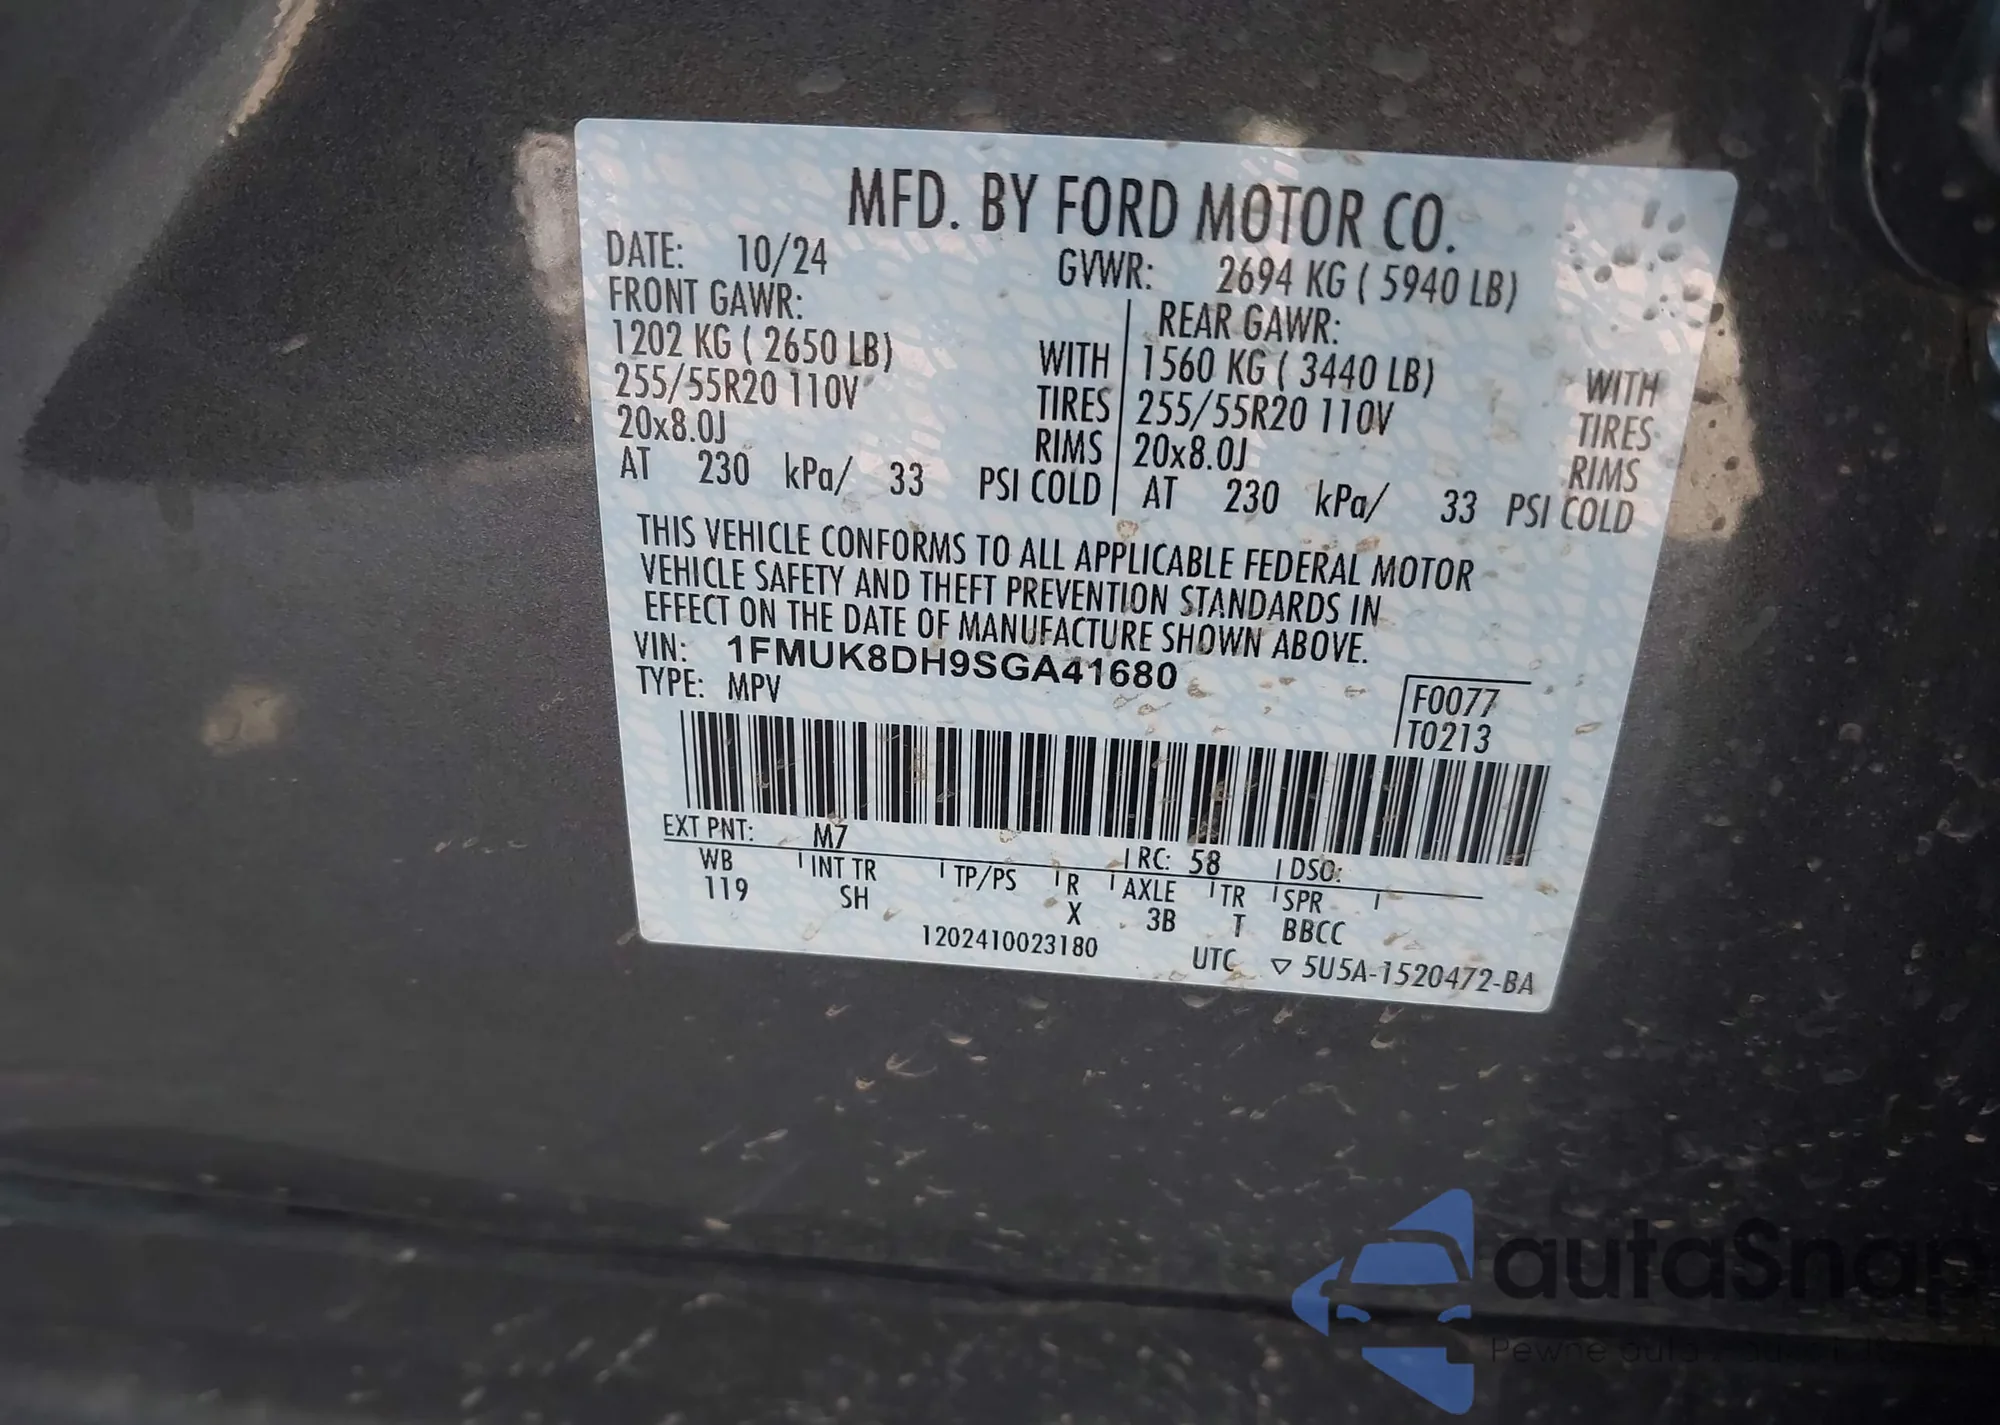 MFD. BY FORD MOTOR CO.
DATE: 10/24 GVWR: 2694 KG ( 5940 LB)
FRONT GAWR: REAR GAWR:
1202 KG ( 2650 LB) WITH 1560 KG ( 3440 LB) WITH
255/55R20 110V TIRES 255/55R20 110V TIRES
20x8.0J RIMS 20x8.0J RIMS
AT 230 kPa/ 33 PSI COLD AT 230 kPa/ 33 PSI COLD
THIS VEHICLE CONFORMS TO ALL APPLICABLE FEDERAL MOTOR
VEHICLE SAFETY AND THEFT PREVENTION STANDARDS IN
EFFECT ON THE DATE OF MANUFACTURE SHOWN ABOVE.
VIN: 1FMUK8DH9SGA41680
TYPE: MPV
F0077
T0213
EXT PNT: M7 RC: 58 DSO:
WB INT TR TP/PS R AXLE TR SPR
119 SH X 3B T BBCC
1202410023180 UTC ▽ 5U5A-1520472-BA
autaSnap
Pewne auto